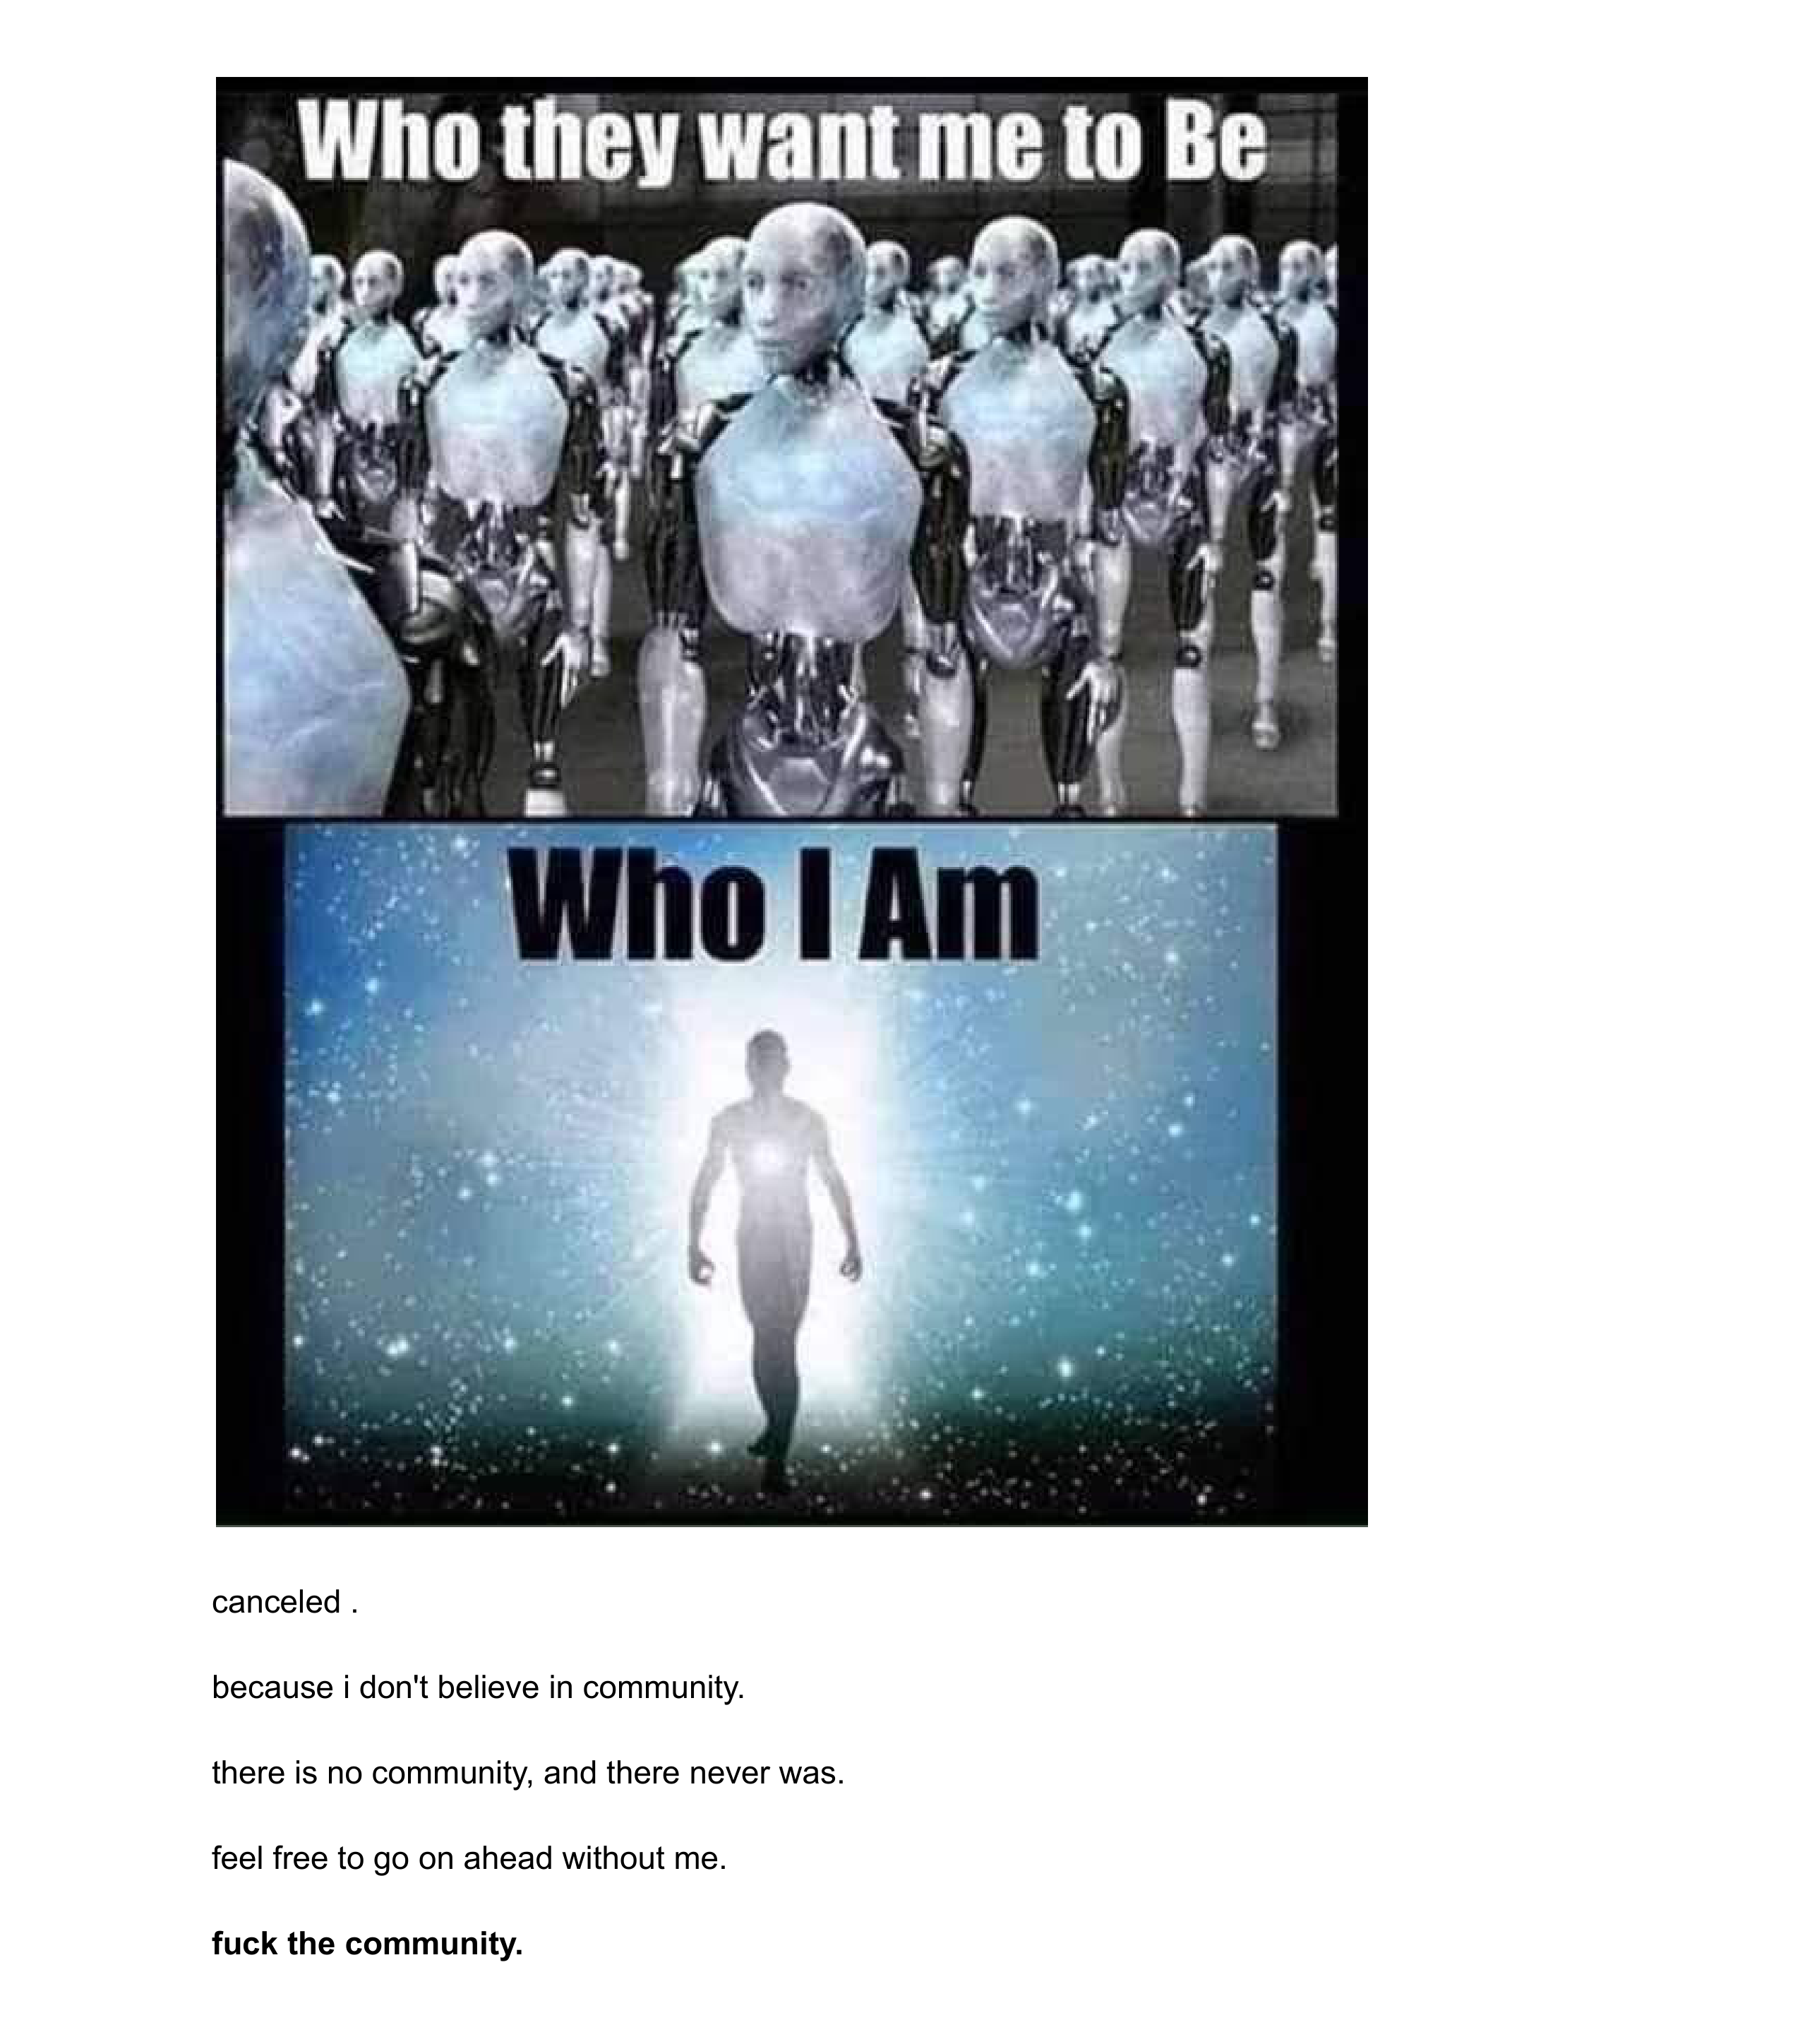 Who they want me to Be
Who I Am
canceled .
because i don't believe in community.
there is no community, and there never was.
feel free to go on ahead without me.
fuck the community.